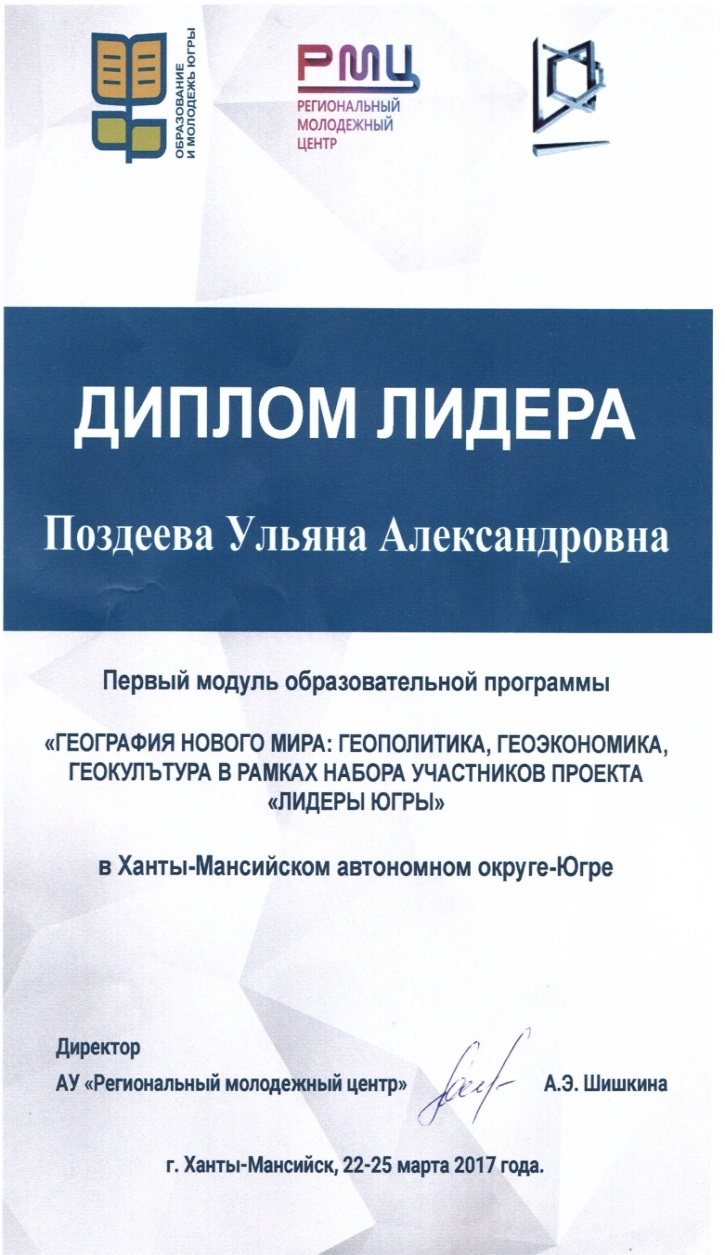 ОБРАЗОВАНИЕ
И МОЛОДЕЖЬ ЮГРЫ
РМЦ
РЕГИОНАЛЬНЫЙ
МОЛОДЕЖНЫЙ
ЦЕНТР
ДИПЛОМ ЛИДЕРА
Поздеева Ульяна Александровна
Первый модуль образовательной программы
«ГЕОГРАФИЯ НОВОГО МИРА: ГЕОПОЛИТИКА, ГЕОЭКОНОМИКА,
ГЕОКУЛЬТУРА В РАМКАХ НАБОРА УЧАСТНИКОВ ПРОЕКТА
«ЛИДЕРЫ ЮГРЫ»
в Ханты-Мансийском автономном округе-Югре
Директор
АУ «Региональный молодежный центр» А.Э. Шишкина
г. Ханты-Мансийск, 22-25 марта 2017 года.